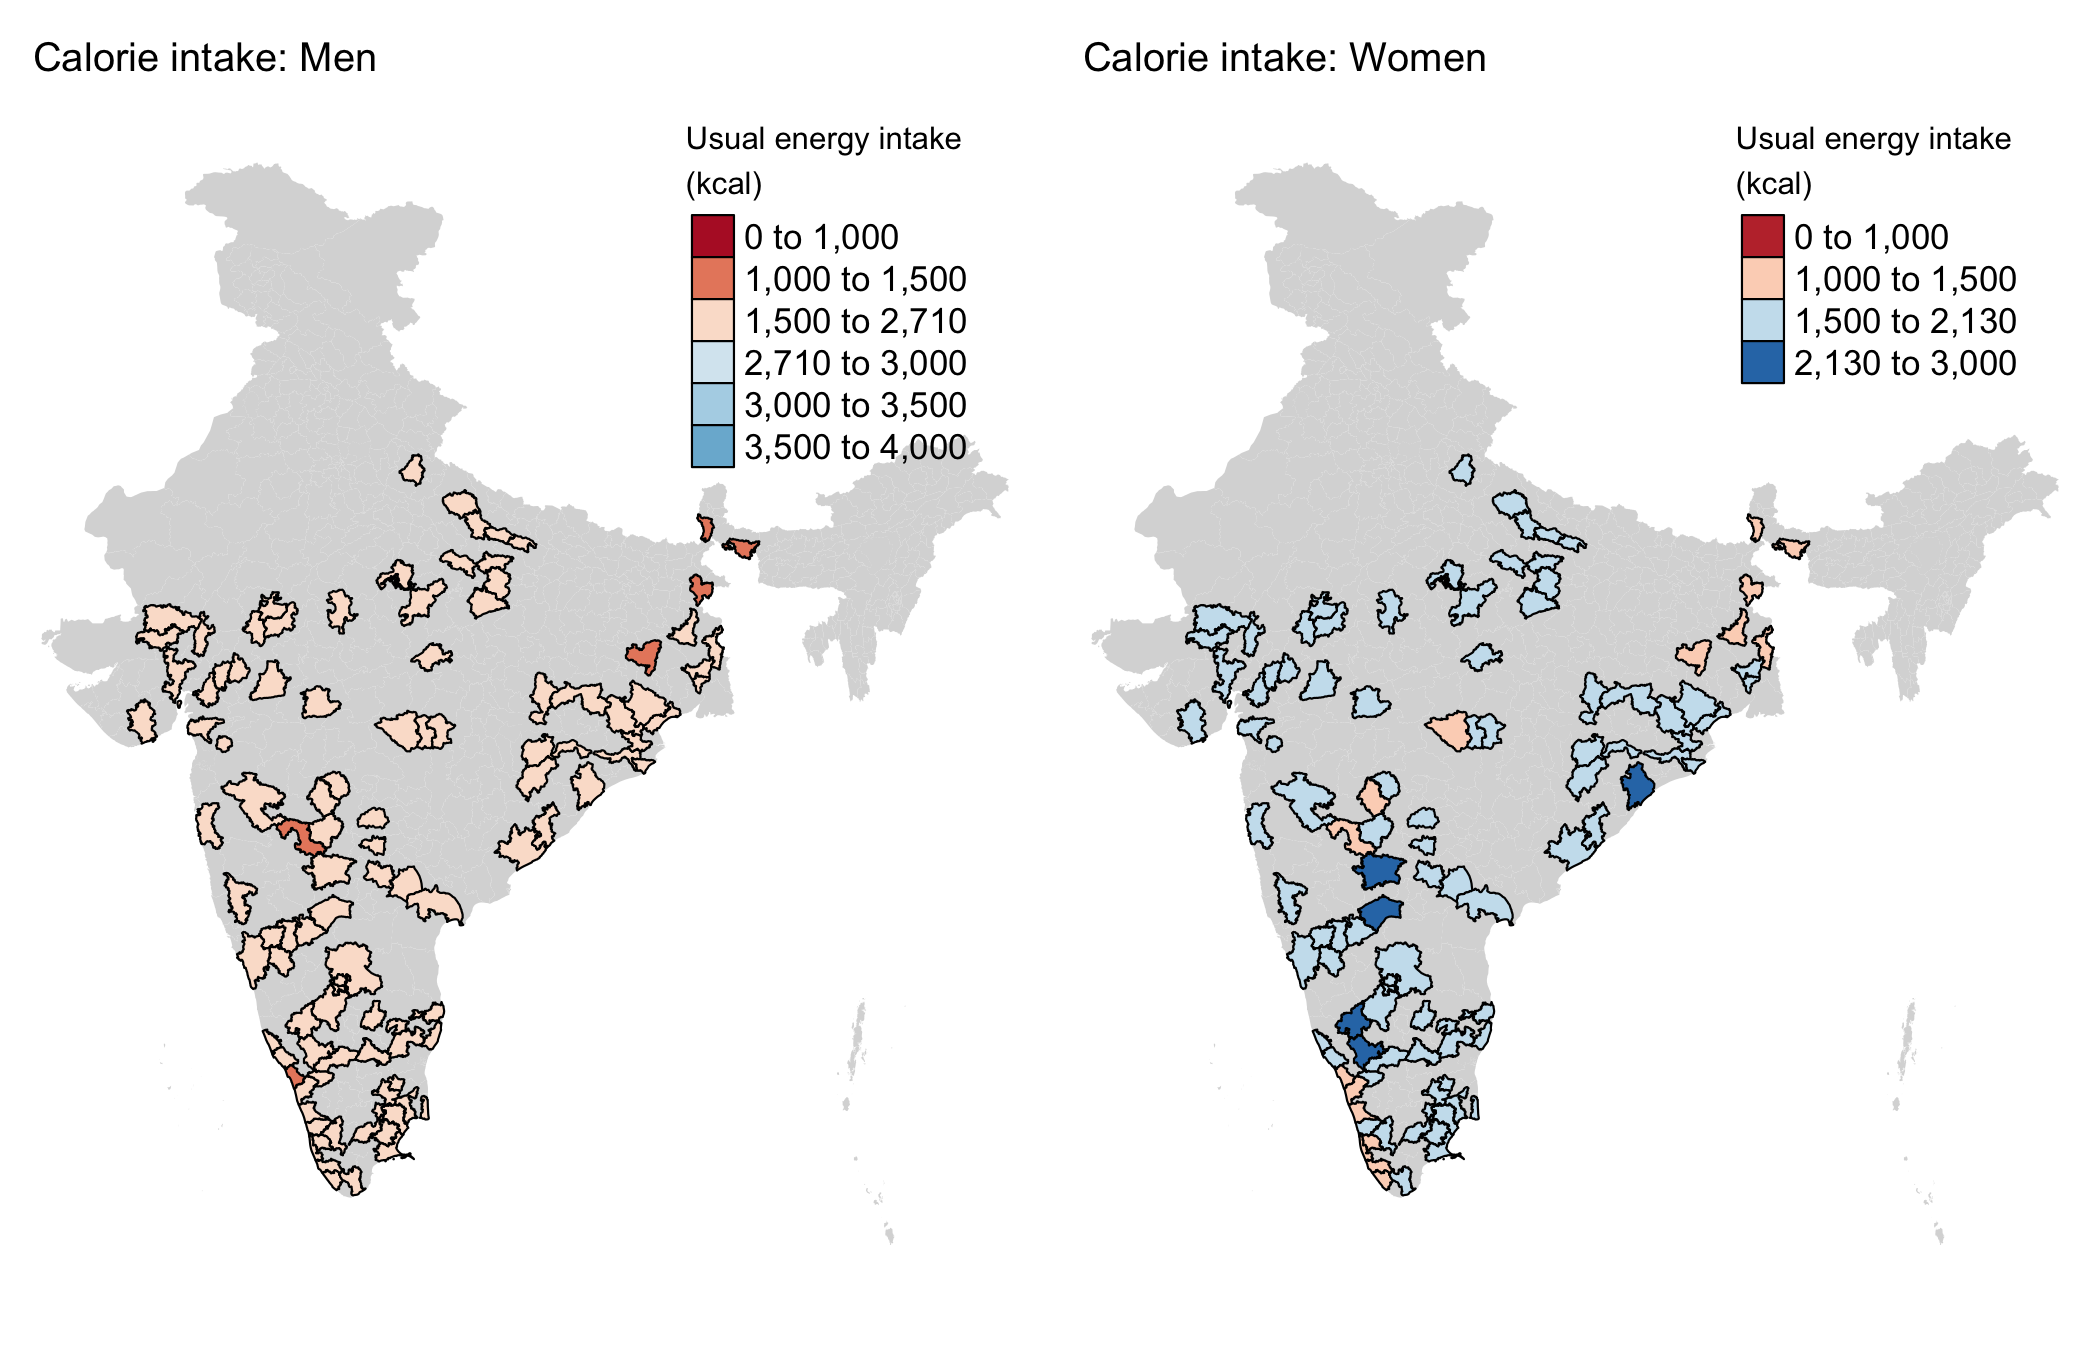 Calorie intake: Men
Usual energy intake
(kcal)
0 to 1,000
1,000 to 1,500
1,500 to 2,710
2,710 to 3,000
3,000 to 3,500
3,500 to 4,000
Calorie intake: Women
Usual energy intake
(kcal)
0 to 1,000
1,000 to 1,500
1,500 to 2,130
2,130 to 3,000